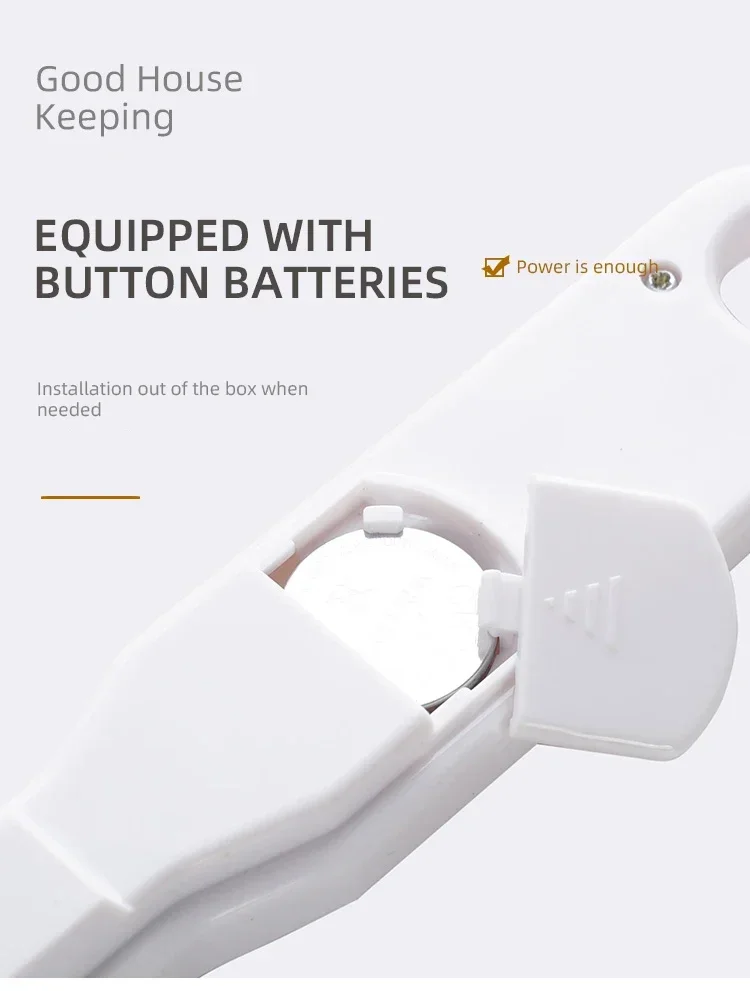 Good House
Keeping
EQUIPPED WITH
BUTTON BATTERIES
Power is enough
Installation out of the box when
needed